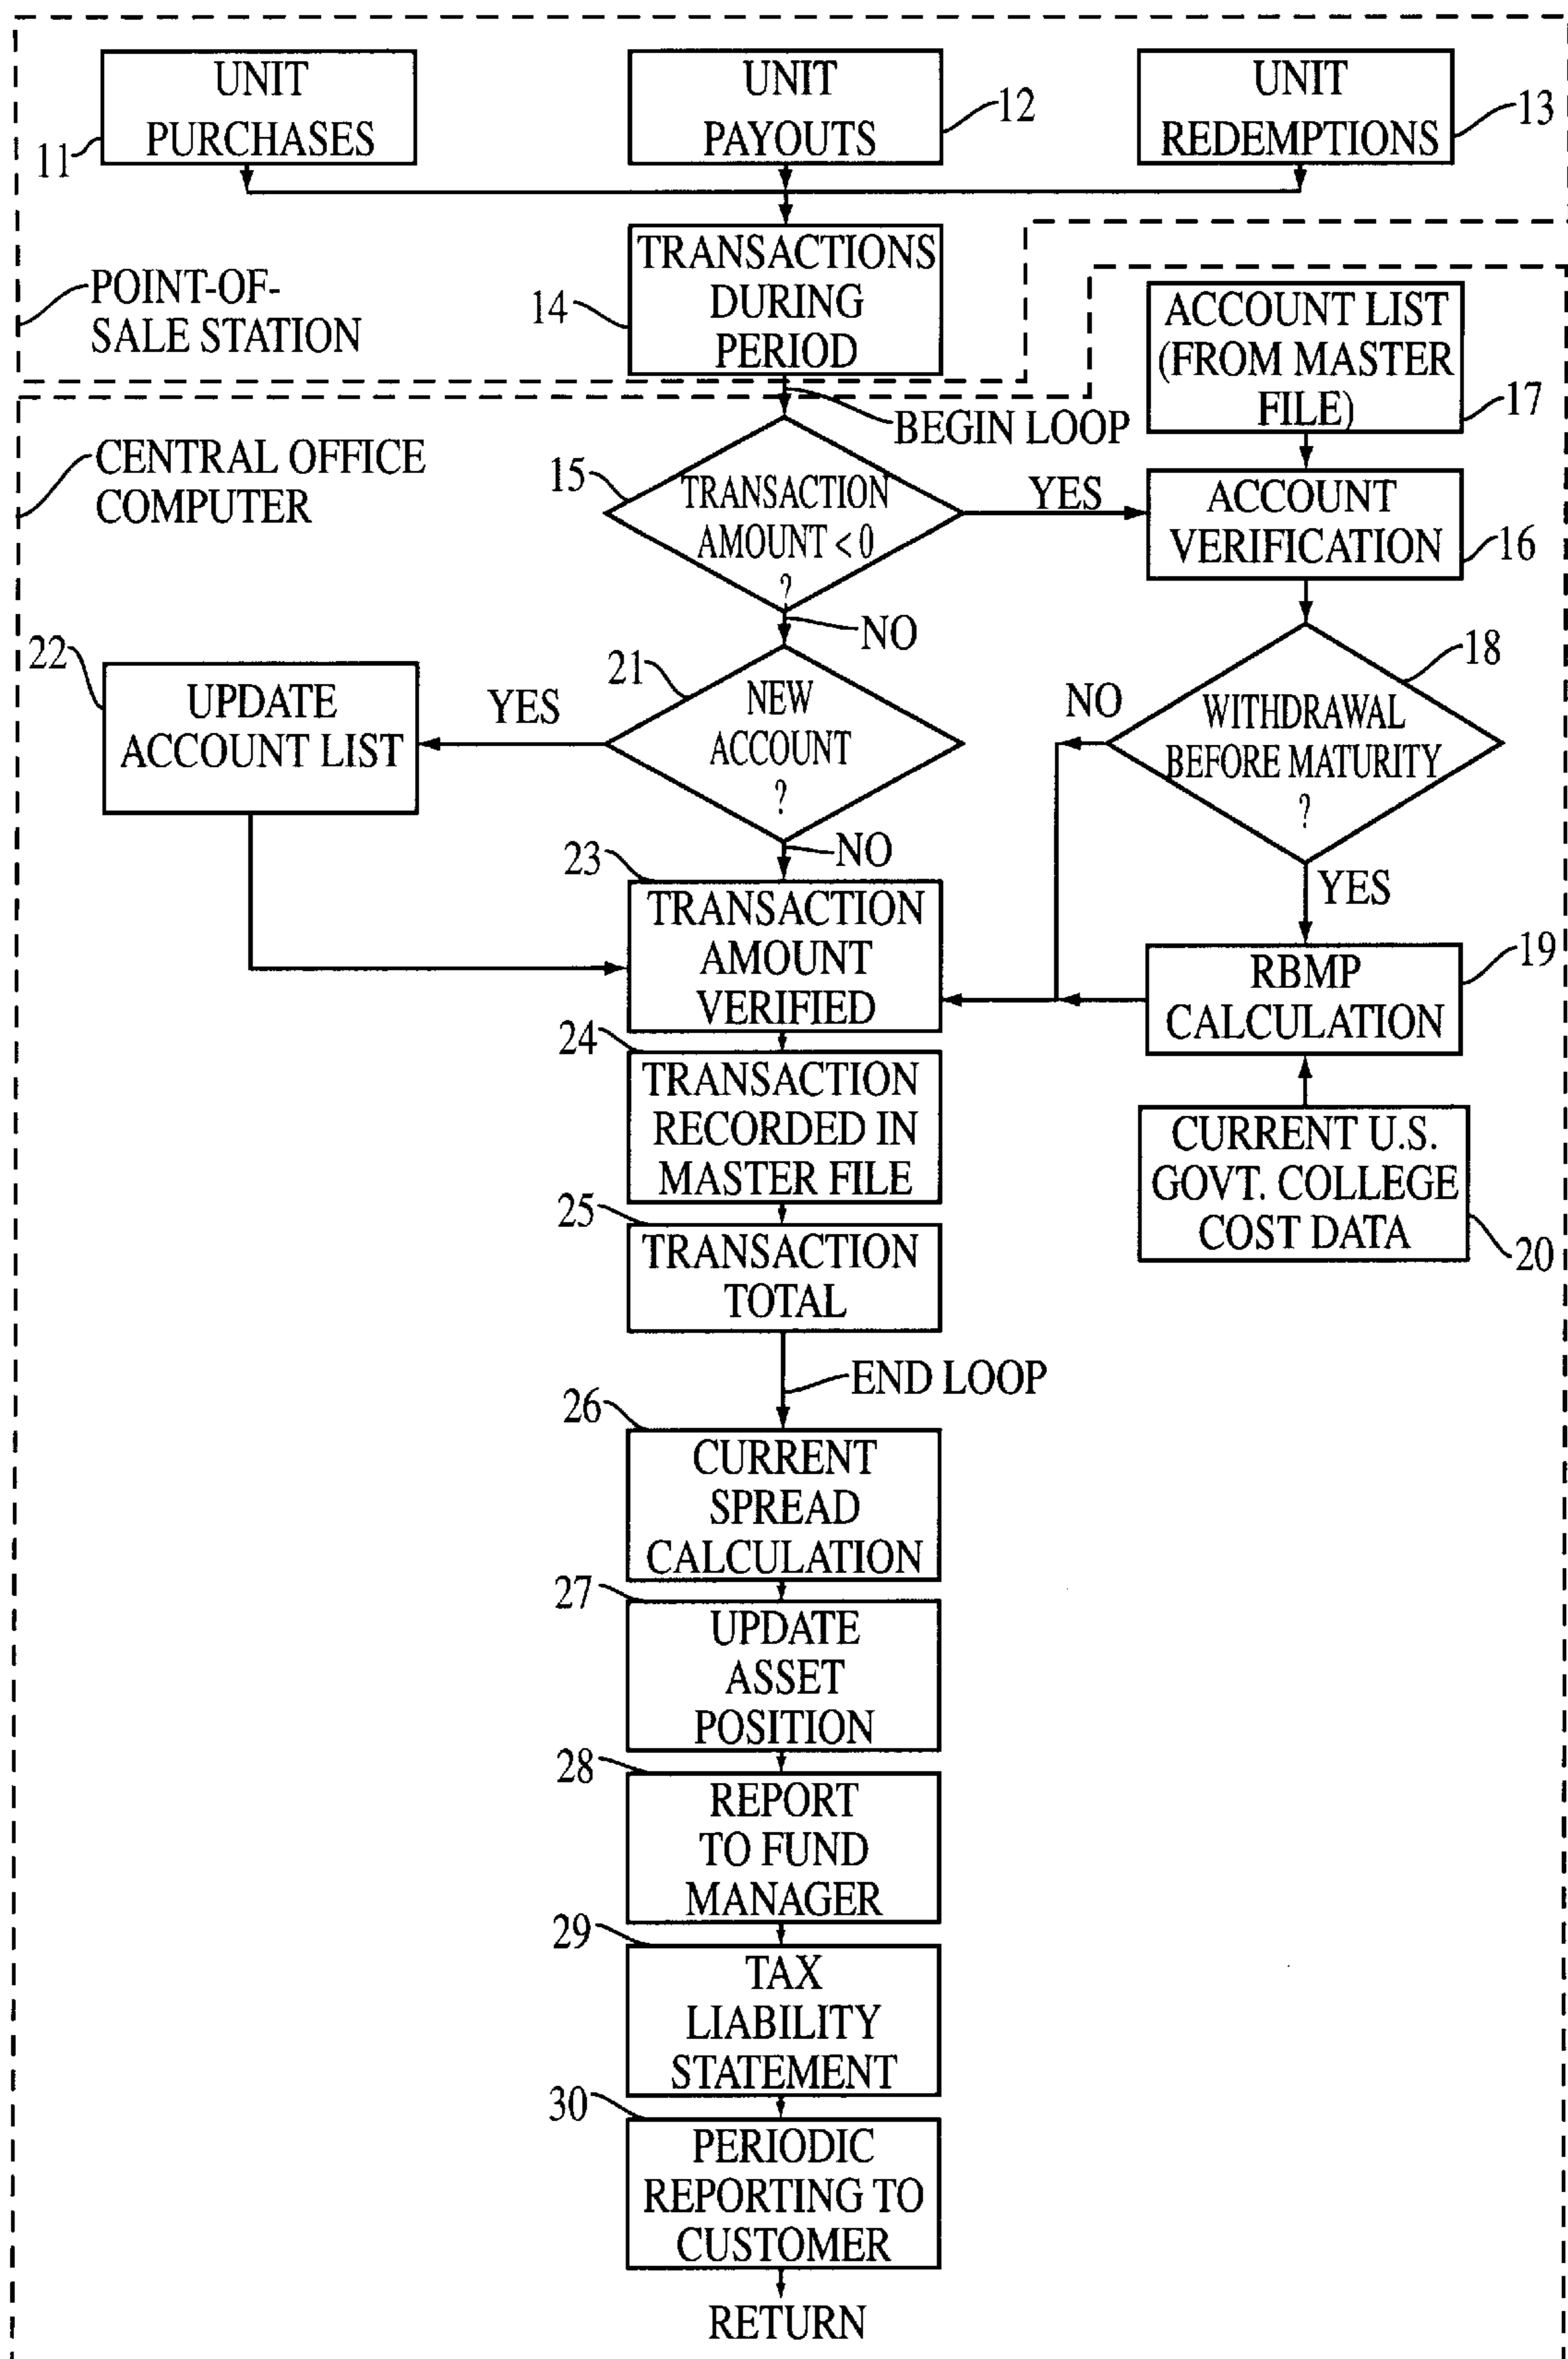 UNIT
PURCHASES
11
UNIT
PAYOUTS
12
UNIT
REDEMPTIONS
13
POINT-OF-
SALE STATION
14
TRANSACTIONS
DURING
PERIOD
BEGIN LOOP
ACCOUNT LIST
(FROM MASTER
FILE)
17
CENTRAL OFFICE
COMPUTER
15
TRANSACTION
AMOUNT < 0
?
YES
ACCOUNT
VERIFICATION
16
NO
22
UPDATE
ACCOUNT LIST
YES
21
NEW
ACCOUNT
?
NO
18
WITHDRAWAL
BEFORE MATURITY
?
NO
YES
23
TRANSACTION
AMOUNT
VERIFIED
RBMP
CALCULATION
19
24
TRANSACTION
RECORDED IN
MASTER FILE
CURRENT U.S.
GOVT. COLLEGE
COST DATA
20
25
TRANSACTION
TOTAL
END LOOP
26
CURRENT
SPREAD
CALCULATION
27
UPDATE
ASSET
POSITION
28
REPORT
TO FUND
MANAGER
29
TAX
LIABILITY
STATEMENT
30
PERIODIC
REPORTING TO
CUSTOMER
RETURN